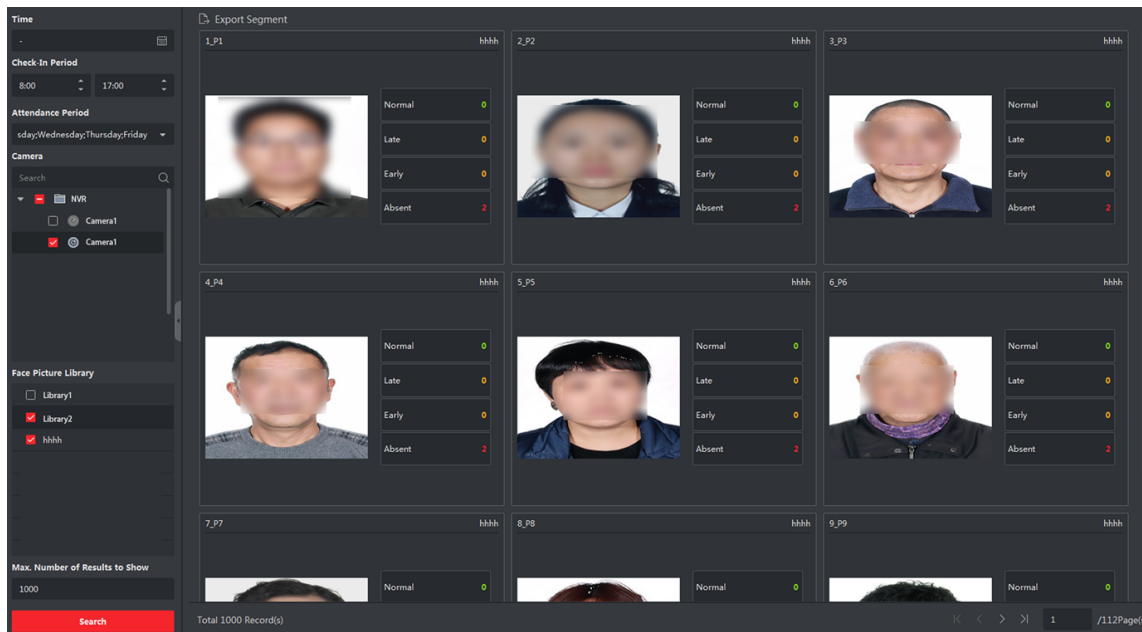 Time
-
Check-In Period
8:00 17:00
Attendance Period
sday;Wednesday;Thursday;Friday
Camera
Search
NVR
Camera1
Camera1
Face Picture Library
Library1
Library2
hhhh
Max. Number of Results to Show
1000
Search
Export Segment
1_P1 hhhh
Normal 0
Late 0
Early 0
Absent 2
2_P2 hhhh
Normal 0
Late 0
Early 0
Absent 2
3_P3 hhhh
Normal 0
Late 0
Early 0
Absent 2
4_P4 hhhh
Normal 0
Late 0
Early 0
Absent 2
5_P5 hhhh
Normal 0
Late 0
Early 0
Absent 2
6_P6 hhhh
Normal 0
Late 0
Early 0
Absent 2
7_P7 hhhh
Normal 0
8_P8 hhhh
Normal 0
9_P9 hhhh
Normal 0
Total 1000 Record(s)
1 /112Page(